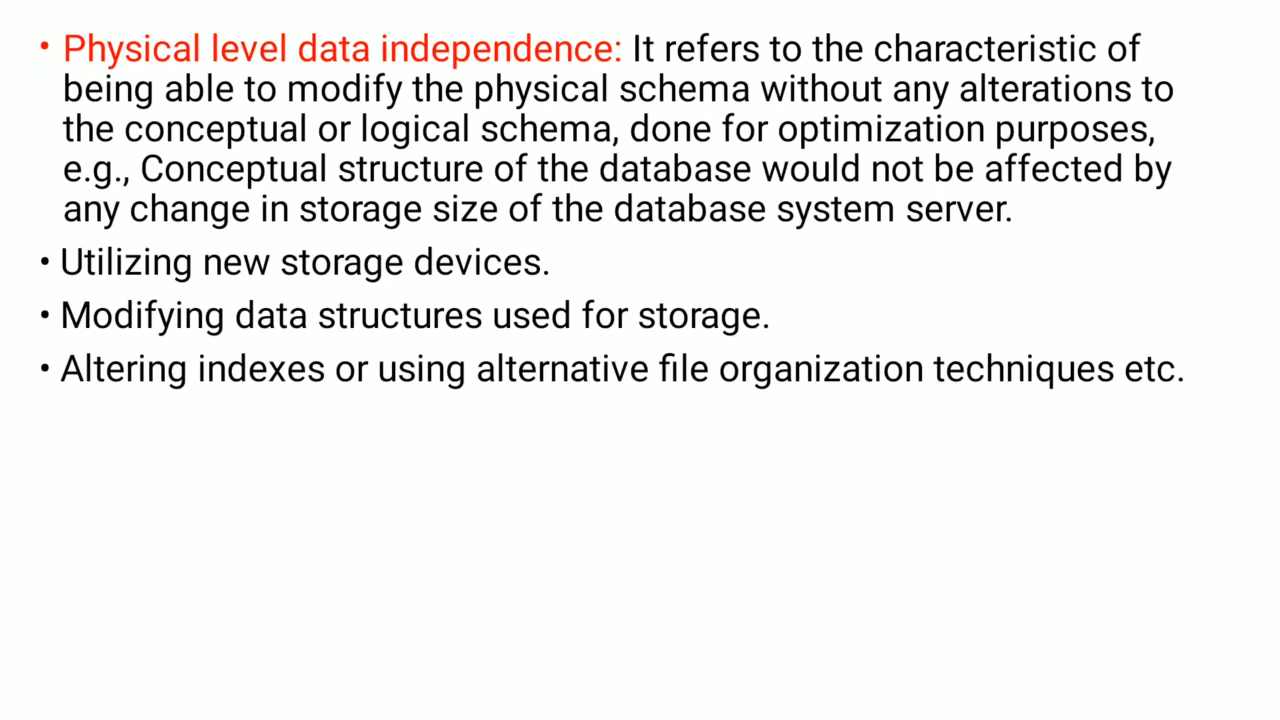 • Physical level data independence: It refers to the characteristic of
being able to modify the physical schema without any alterations to
the conceptual or logical schema, done for optimization purposes,
e.g., Conceptual structure of the database would not be affected by
any change in storage size of the database system server.
• Utilizing new storage devices.
• Modifying data structures used for storage.
• Altering indexes or using alternative file organization techniques etc.